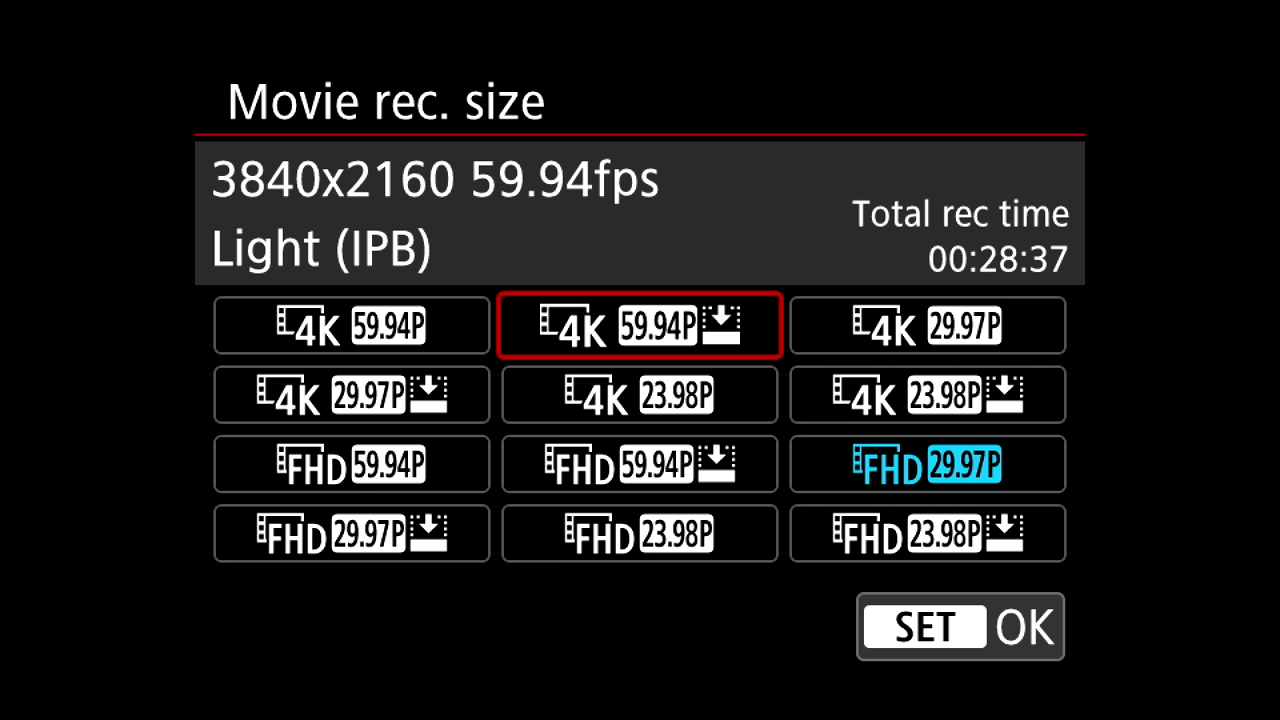 Movie rec. size
3840x2160 59.94fps
Light (IPB)
Total rec time
00:28:37
4K 59.94P
4K 59.94P
4K 29.97P
4K 29.97P
4K 23.98P
4K 23.98P
FHD 59.94P
FHD 59.94P
FHD 29.97P
FHD 29.97P
FHD 23.98P
FHD 23.98P
SET OK